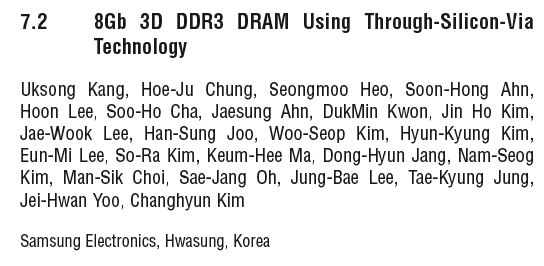 7.2 8Gb 3D DDR3 DRAM Using Through-Silicon-Via
Technology
Uksong Kang, Hoe-Ju Chung, Seongmoo Heo, Soon-Hong Ahn,
Hoon Lee, Soo-Ho Cha, Jaesung Ahn, DukMin Kwon, Jin Ho Kim,
Jae-Wook Lee, Han-Sung Joo, Woo-Seop Kim, Hyun-Kyung Kim,
Eun-Mi Lee, So-Ra Kim, Keum-Hee Ma, Dong-Hyun Jang, Nam-Seog
Kim, Man-Sik Choi, Sae-Jang Oh, Jung-Bae Lee, Tae-Kyung Jung,
Jei-Hwan Yoo, Changhyun Kim
Samsung Electronics, Hwasung, Korea